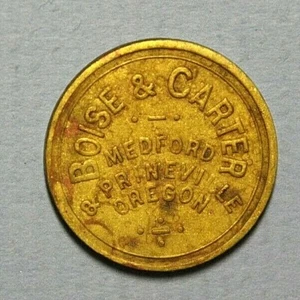 BOISE & CARTER
MEDFORD
& PRINEVILLE
OREGON